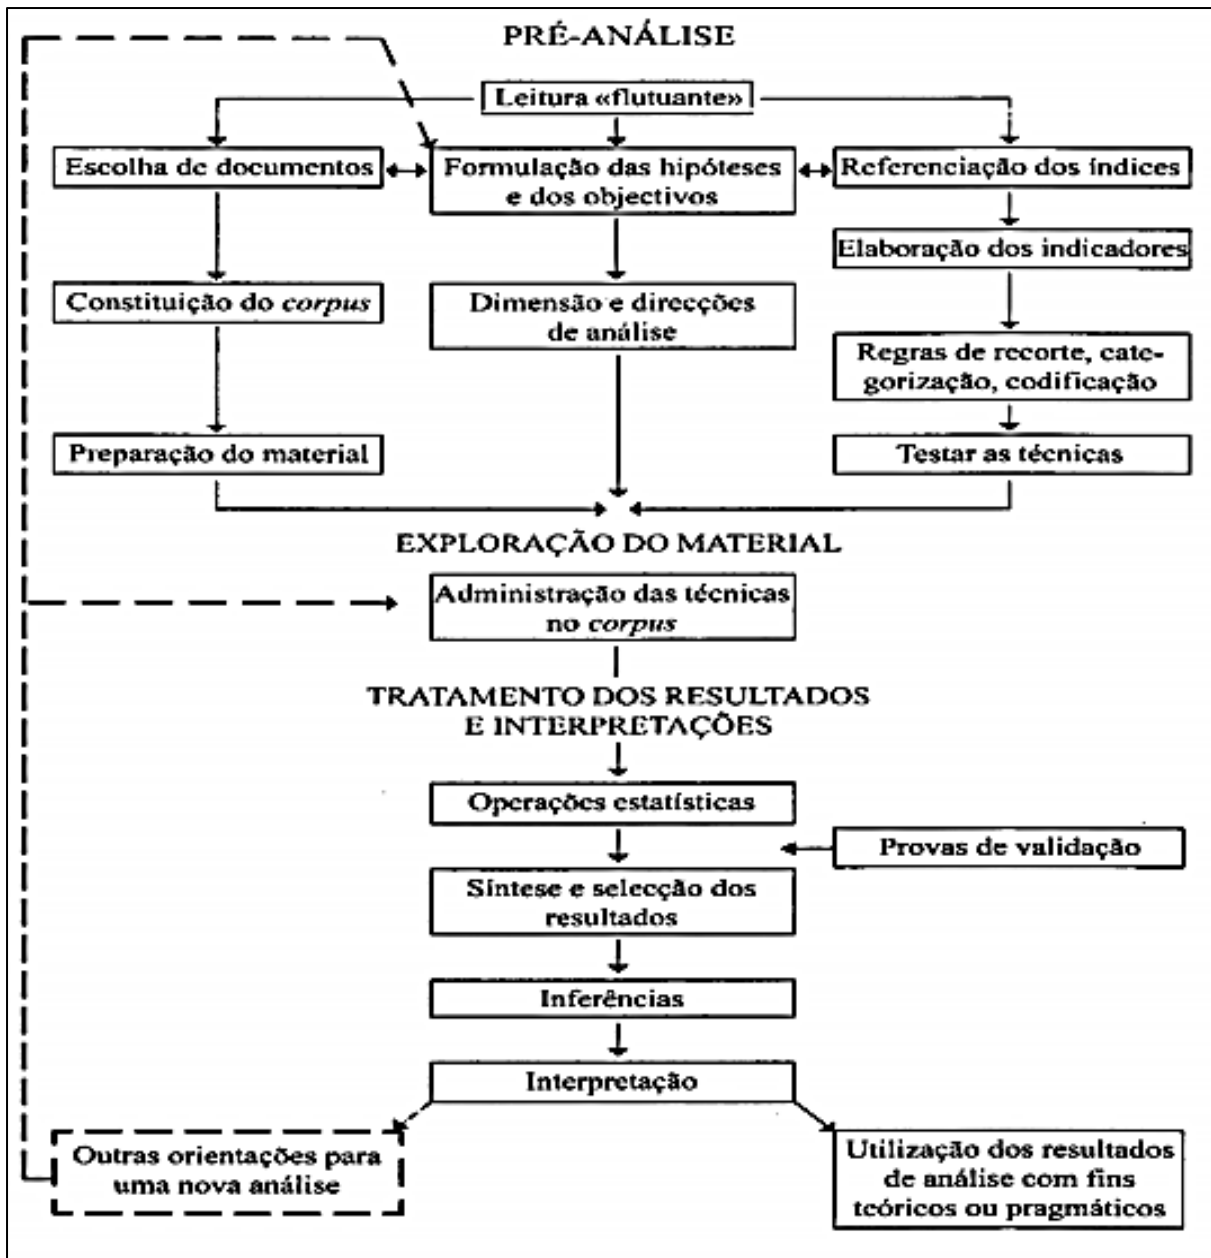 PRÉ-ANÁLISE
Leitura «flutuante»
Escolha de documentos
Formulação das hipóteses
e dos objectivos
Referenciação dos índices
Elaboração dos indicadores
Constituição do corpus
Dimensão e direcções
de análise
Regras de recorte, cate-
gorização, codificação
Preparação do material
Testar as técnicas
EXPLORAÇÃO DO MATERIAL
Administração das técnicas
no corpus
TRATAMENTO DOS RESULTADOS
E INTERPRETAÇÕES
Operações estatísticas
Provas de validação
Síntese e selecção dos
resultados
Inferências
Interpretação
Outras orientações para
uma nova análise
Utilização dos resultados
de análise com fins
teóricos ou pragmáticos